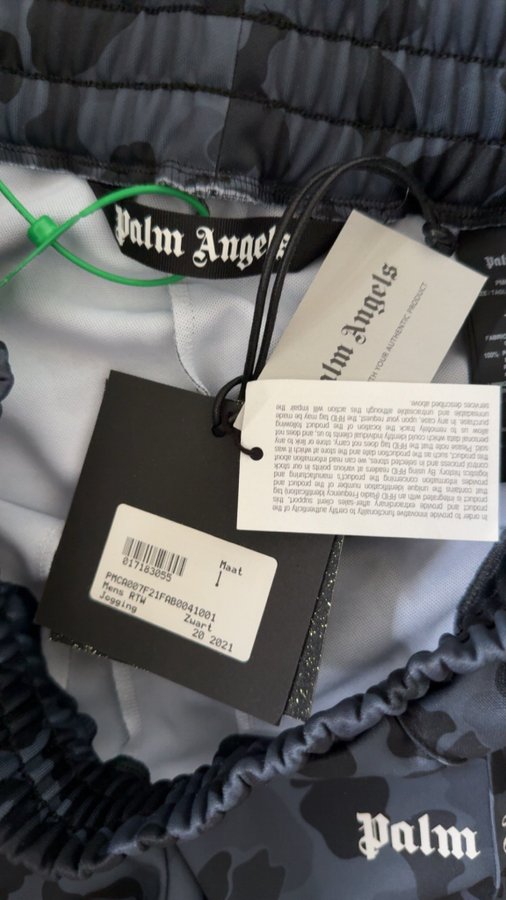 Palm Angels
lm Angels
TH YOUR AUTHENTIC PRODUCT
In order to provide innovative functionality to certify authenticity of the
product and provide extraordinary after-sales client support, this
product is integrated with an RFID (Radio Frequency Identification) tag
that contains the unique identification number of the product and
provides information concerning the product's manufacturing and
logistics history. By using RFID readers at various points in our stock
control process and in selected stores, we can read information about
the product, such as the production date and the store at which it was
sold. Please note that the RFID tag does not carry, store or link to any
personal data which could identify individual clients to us, and does not
allow us to remotely track the location of the product following
purchase. In any case, upon your request, the RFID tag may be made
unreadable and untraceable although this action will impair the
services described above.
017183055
Maat
I
PMCA007F21FAB0041001
Mens RTW
Zwart
Jogging
20 2021
Palm